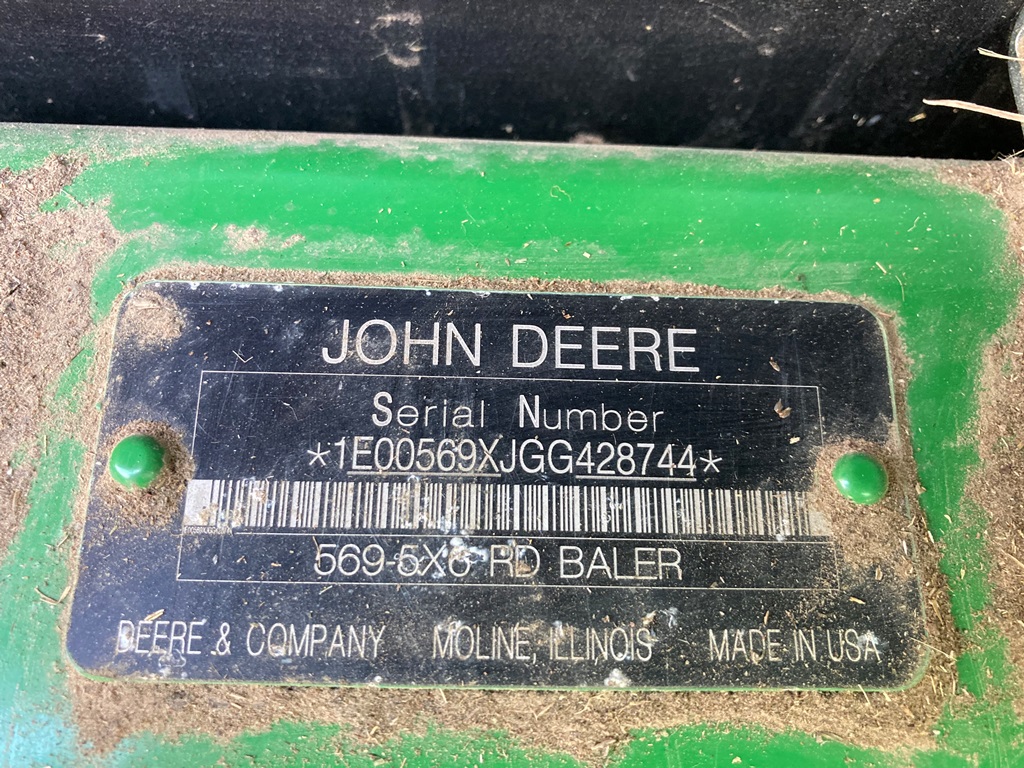 JOHN DEERE
Serial Number
*1E00569XJGG428744*
569-5X6 RD BALER
DEERE & COMPANY MOLINE, ILLINOIS MADE IN USA